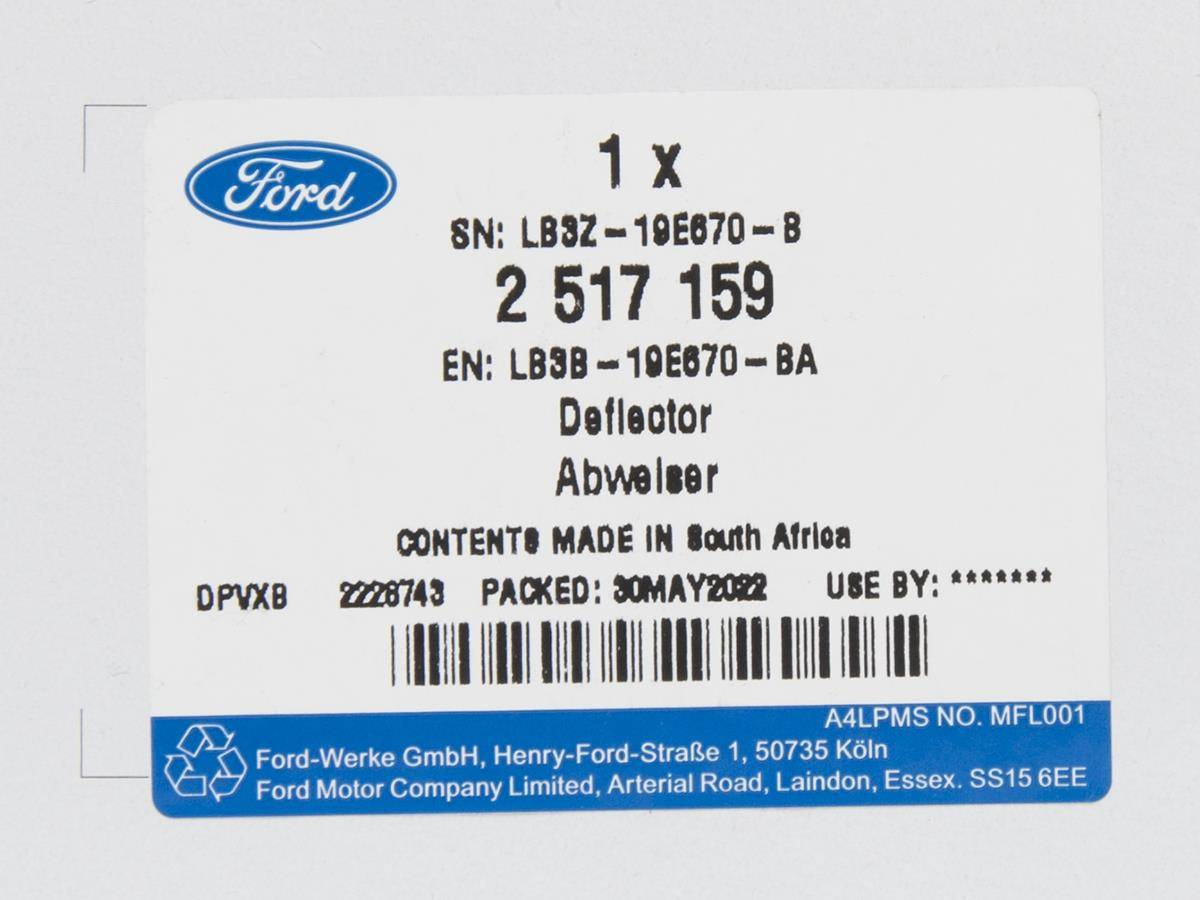 Ford
1 x
SN: LB3Z-19E670-B
2 517 159
EN: LB3B-19E670-BA
Deflector
Abweiser
CONTENTS MADE IN South Africa
DPVXB 2228743 PACKED: 30MAY2022 USE BY: *******
A4LPMS NO. MFL001
Ford-Werke GmbH, Henry-Ford-Straße 1, 50735 Köln
Ford Motor Company Limited, Arterial Road, Laindon, Essex. SS15 6EE